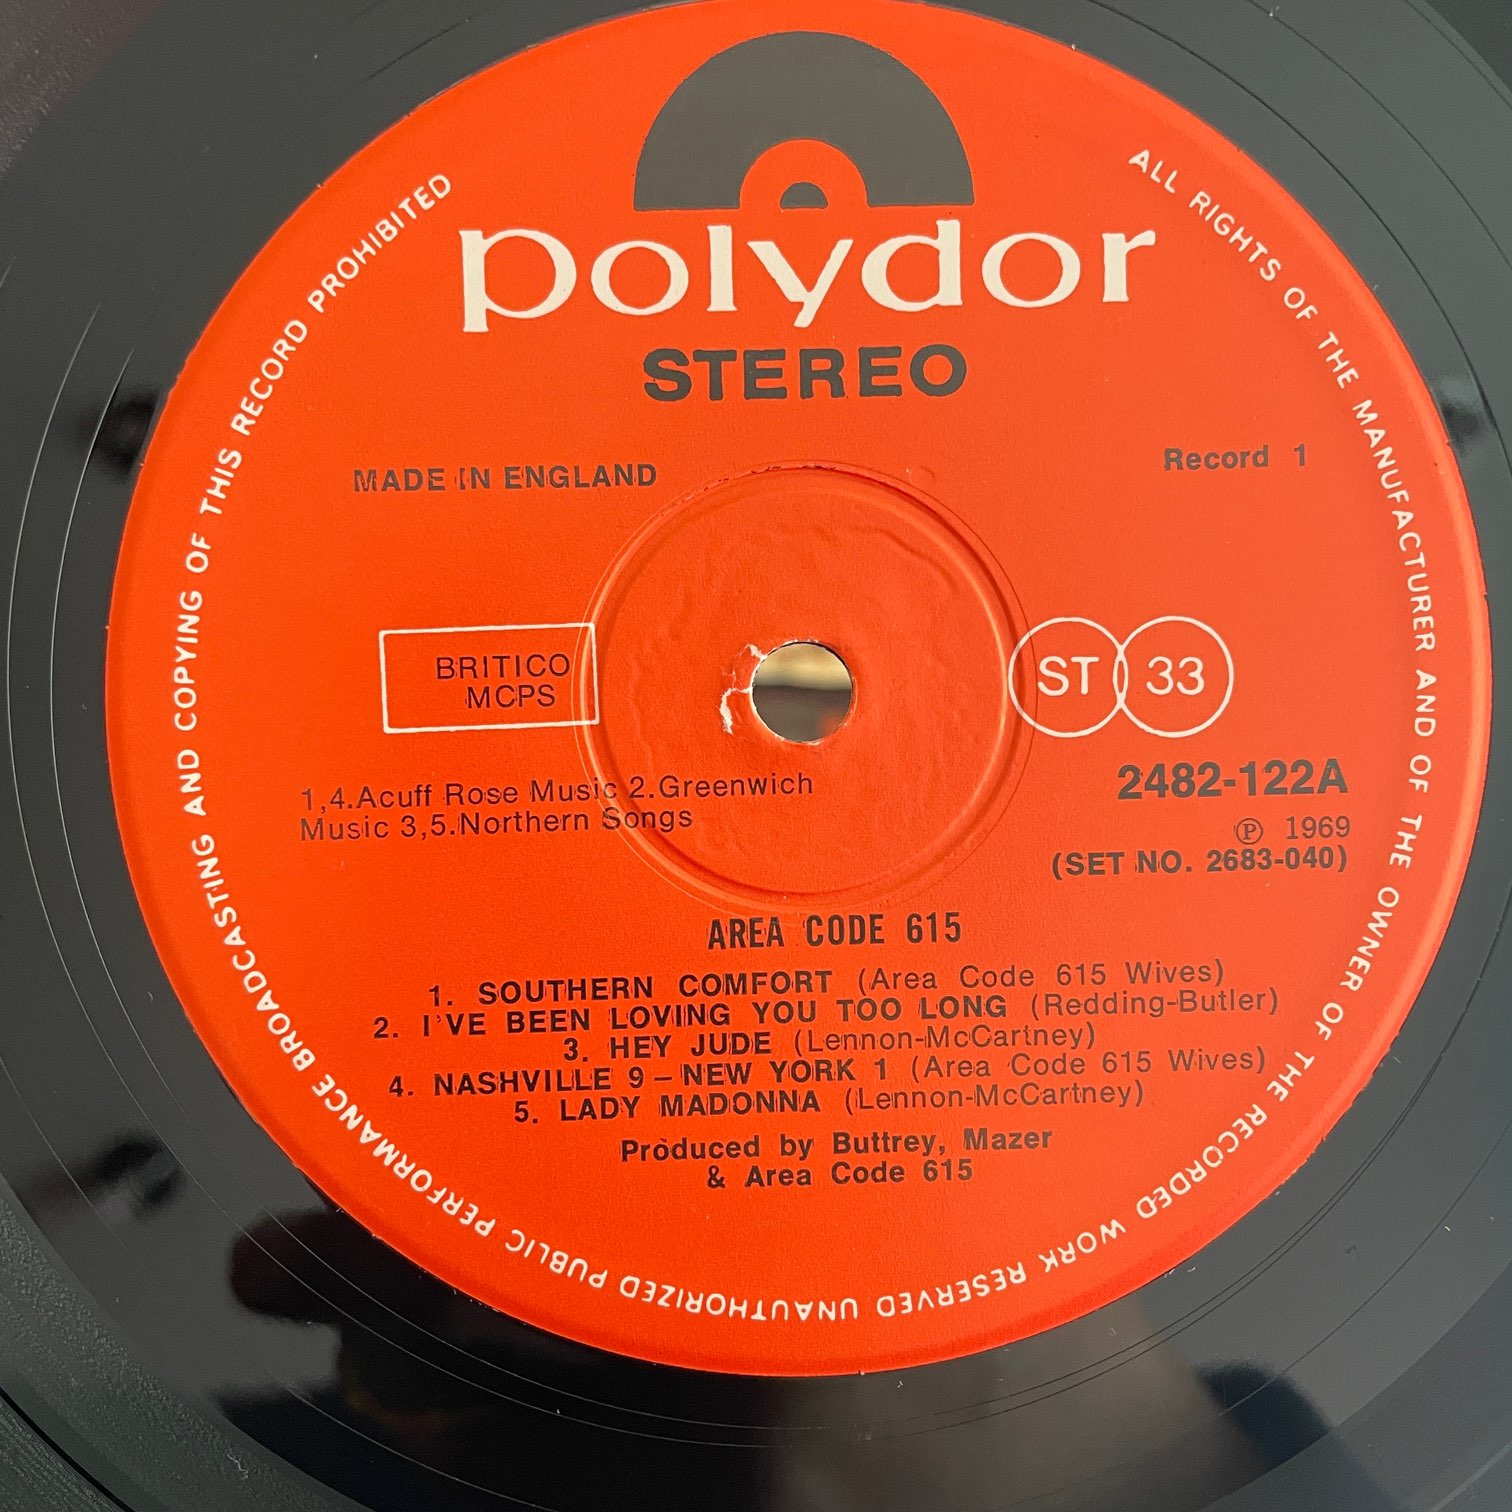 polydor
STEREO
MADE IN ENGLAND
Record 1
BRITICO
MCPS
ST 33
1,4.Acuff Rose Music 2.Greenwich
Music 3,5.Northern Songs
2482-122A
℗ 1969
(SET NO. 2683-040)
AREA CODE 615
1. SOUTHERN COMFORT (Area Code 615 Wives)
2. I'VE BEEN LOVING YOU TOO LONG (Redding-Butler)
3. HEY JUDE (Lennon-McCartney)
4. NASHVILLE 9 – NEW YORK 1 (Area Code 615 Wives)
5. LADY MADONNA (Lennon-McCartney)
Produced by Buttrey, Mazer
& Area Code 615
ALL RIGHTS OF THE MANUFACTURER AND OF THE OWNER OF THE RECORDED WORK RESERVED UNAUTHORIZED PUBLIC PERFORMANCE BROADCASTING AND COPYING OF THIS RECORD PROHIBITED